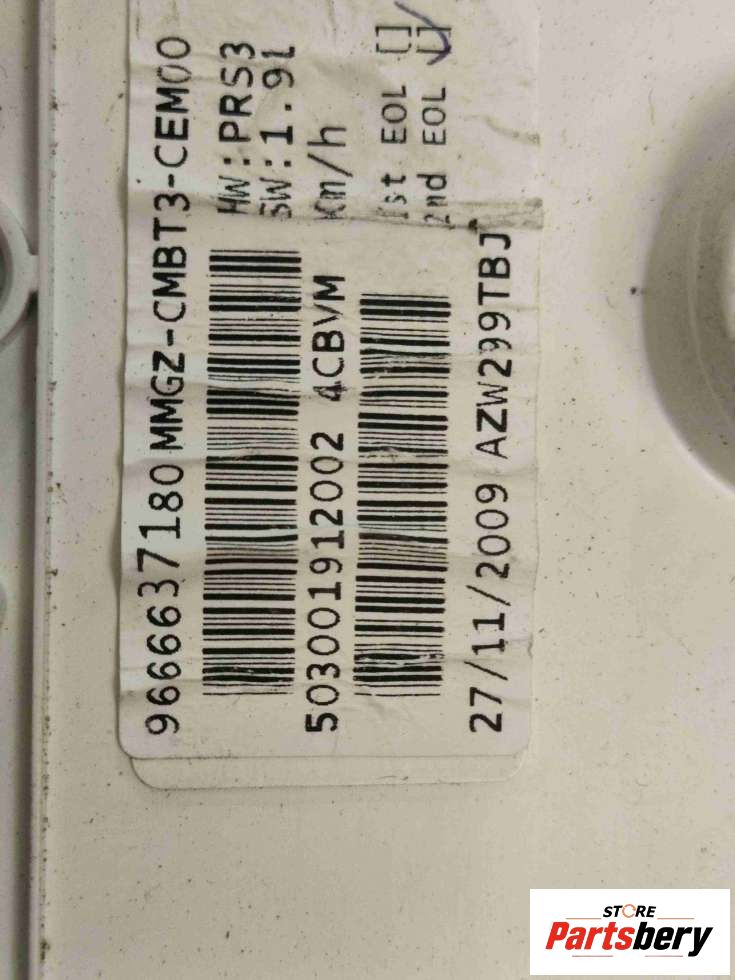 9666637180 MMGZ-CMBT3-CEM00
HW:PRS3
SW:1.9l
503001912002 4CBVM
Km/h
1st EOL []
2nd EOL []
27/11/2009 AZW299TBJ
STORE
Partsbery